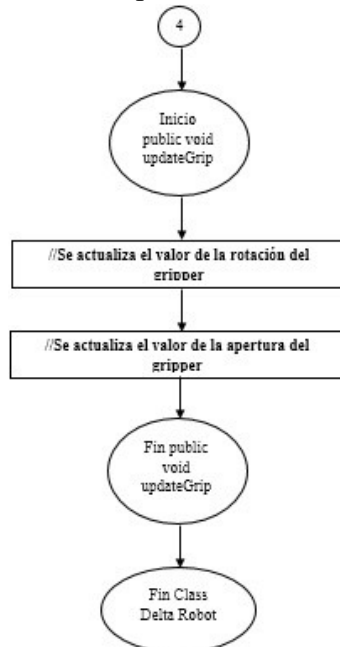 4
Inicio
public void
updateGrip
//Se actualiza el valor de la rotación del
gripper
//Se actualiza el valor de la apertura del
gripper
Fin public
void
updateGrip
Fin Class
Delta Robot